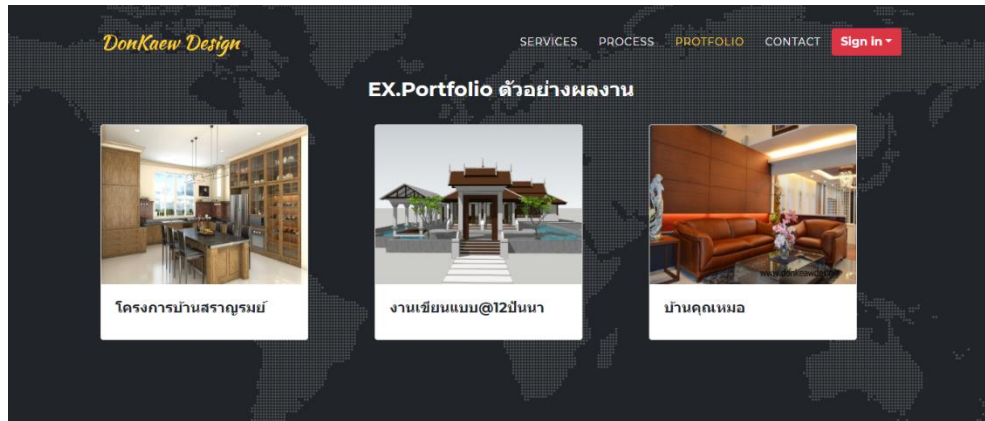 DonKaew Design
SERVICES PROCESS PROTFOLIO CONTACT Sign in
EX.Portfolio ตัวอย่างผลงาน
โครงการบ้านสราญรมย์
งานเขียนแบบ@12ปันนา
บ้านคุณหมอ